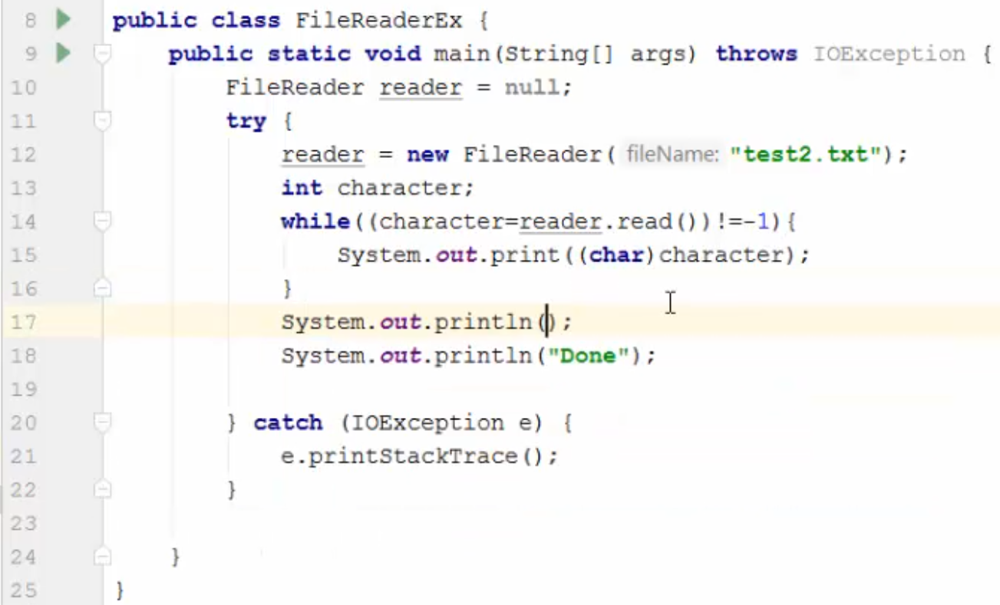 8 public class FileReaderEx {
9 public static void main(String[] args) throws IOException {
10 FileReader reader = null;
11 try {
12 reader = new FileReader( fileName: "test2.txt");
13 int character;
14 while((character=reader.read())!=-1){
15 System.out.print((char)character);
16 }
17 System.out.println();
18 System.out.println("Done");
19
20 } catch (IOException e) {
21 e.printStackTrace();
22 }
23
24 }
25 }